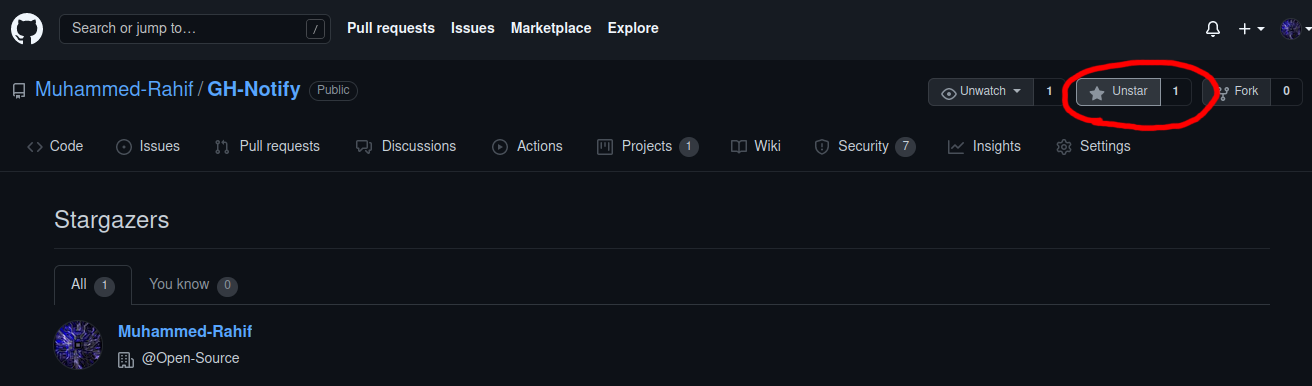 Search or jump to… / Pull requests Issues Marketplace Explore
Muhammed-Rahif / GH-Notify Public Unwatch 1 Unstar 1 Fork 0
Code Issues Pull requests Discussions Actions Projects 1 Wiki Security 7 Insights Settings
Stargazers
All 1 You know 0
Muhammed-Rahif
@Open-Source